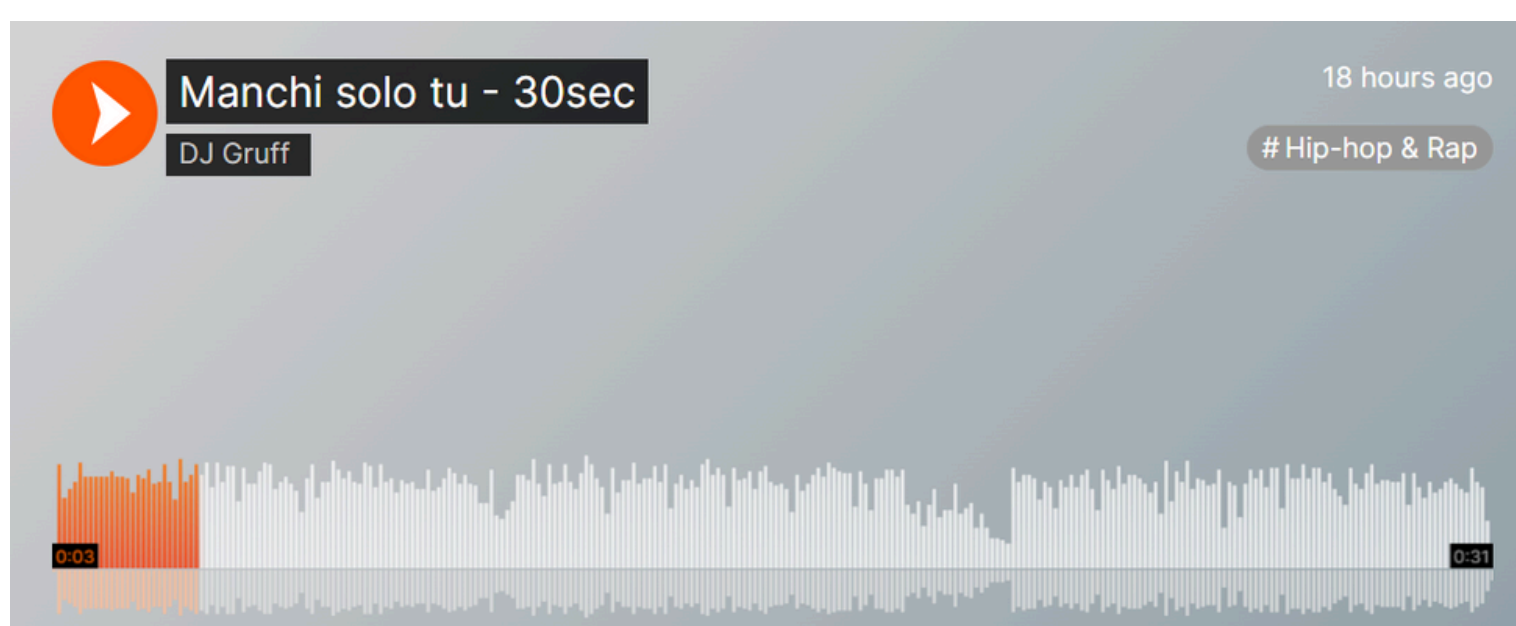 Manchi solo tu - 30sec
DJ Gruff
18 hours ago
# Hip-hop & Rap
0:03
0:31